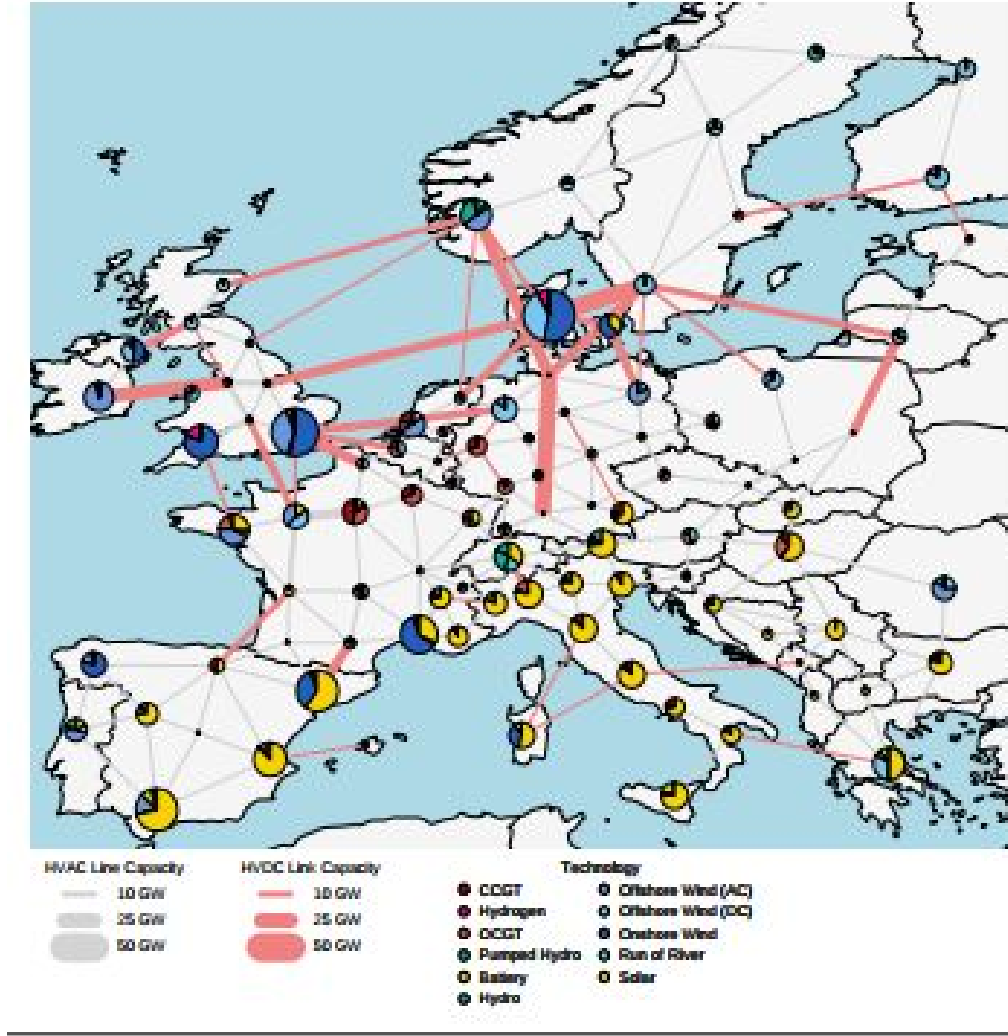 HVAC Line Capacity
10 GW
25 GW
50 GW
HVDC Link Capacity
10 GW
25 GW
50 GW
Technology
CCGT
Hydrogen
OCGT
Pumped Hydro
Battery
Hydro
Offshore Wind (AC)
Offshore Wind (DC)
Onshore Wind
Run of River
Solar